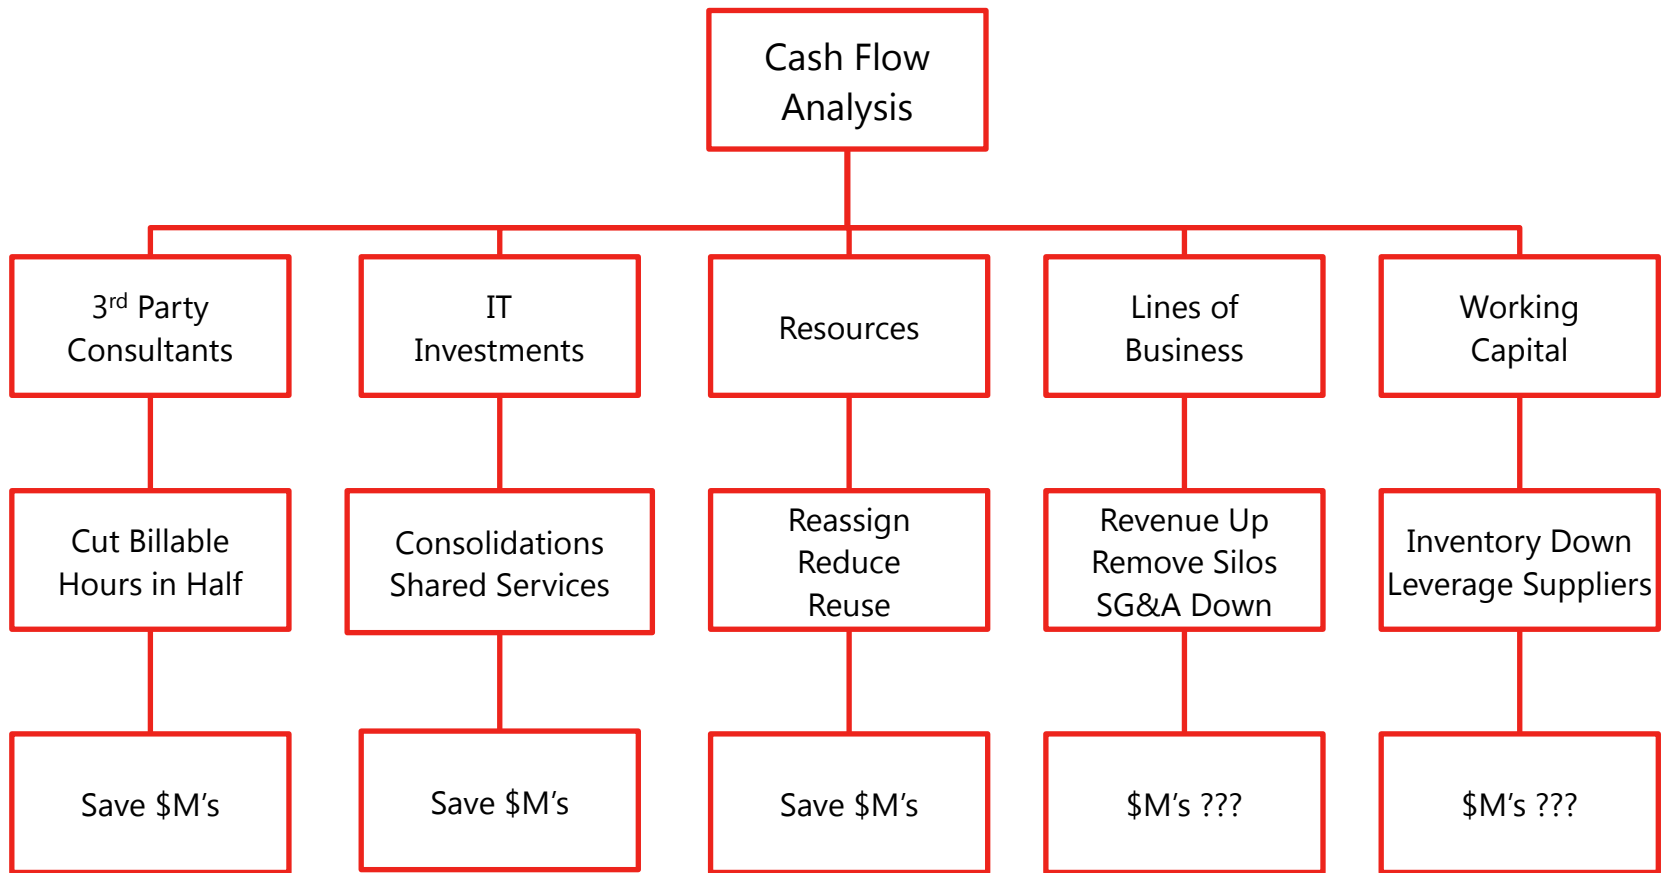 Cash Flow
Analysis
3rd Party
Consultants
IT
Investments
Resources
Lines of
Business
Working
Capital
Cut Billable
Hours in Half
Consolidations
Shared Services
Reassign
Reduce
Reuse
Revenue Up
Remove Silos
SG&A Down
Inventory Down
Leverage Suppliers
Save $M’s
Save $M’s
Save $M’s
$M’s ???
$M’s ???